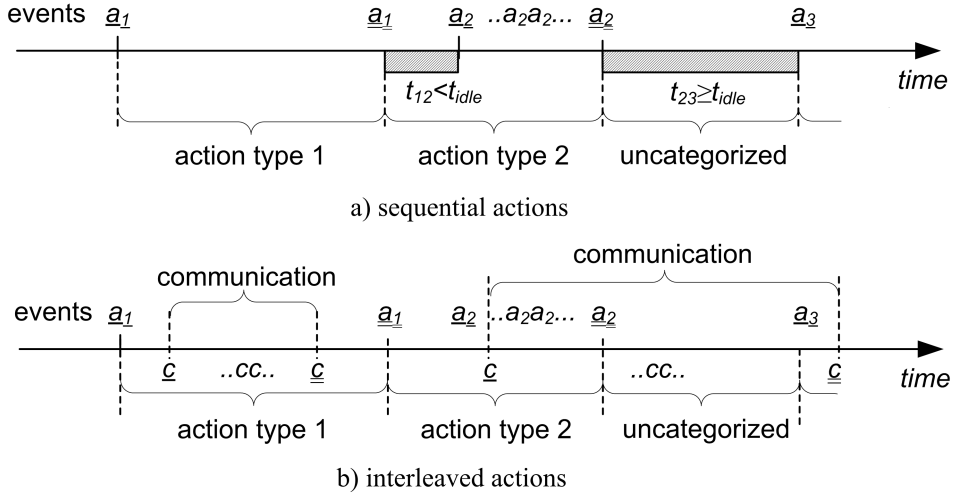 events a₁ a₁ a₂ ..a₂a₂... a₂ a₃
t₁₂<t_idle t₂₃≥t_idle time
action type 1 action type 2 uncategorized
a) sequential actions
communication communication
events a₁ a₁ a₂ ..a₂a₂... a₂ a₃
c ..cc.. c c ..cc.. c time
action type 1 action type 2 uncategorized
b) interleaved actions